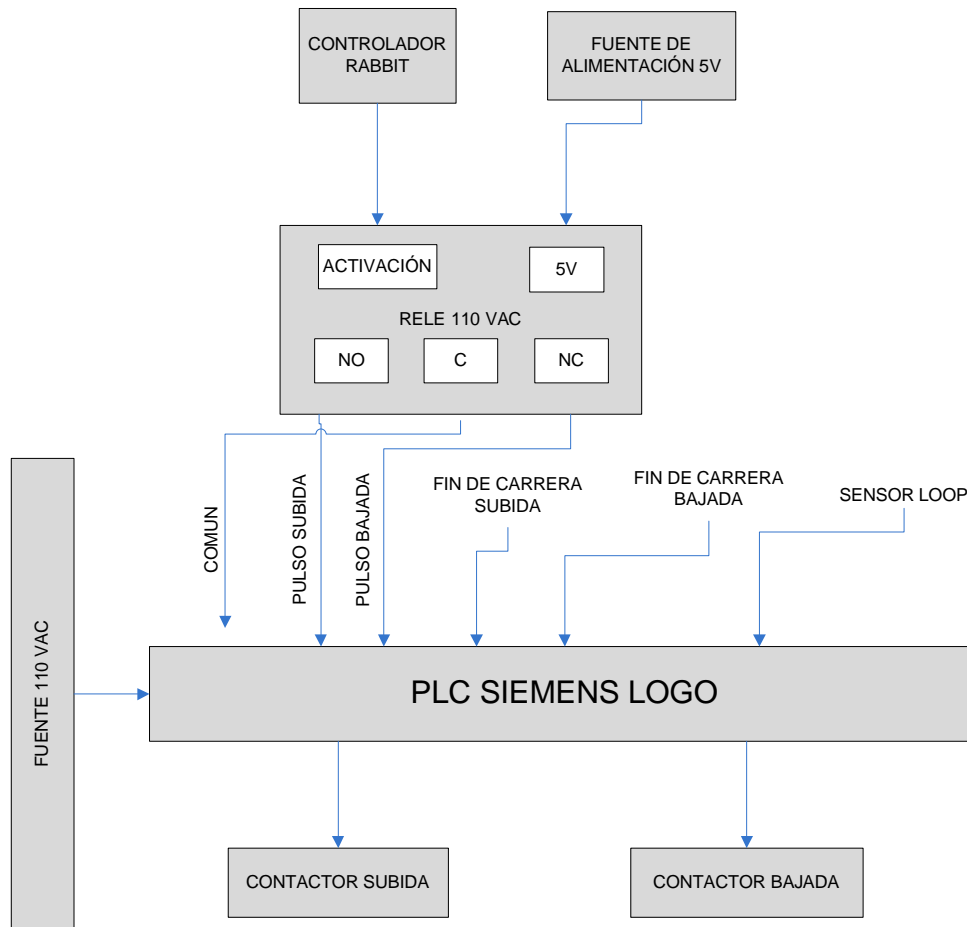 CONTROLADOR
RABBIT
FUENTE DE
ALIMENTACIÓN 5V
ACTIVACIÓN
5V
RELE 110 VAC
NO
C
NC
COMUN
PULSO SUBIDA
PULSO BAJADA
FIN DE CARRERA
SUBIDA
FIN DE CARRERA
BAJADA
SENSOR LOOP
FUENTE 110 VAC
PLC SIEMENS LOGO
CONTACTOR SUBIDA
CONTACTOR BAJADA